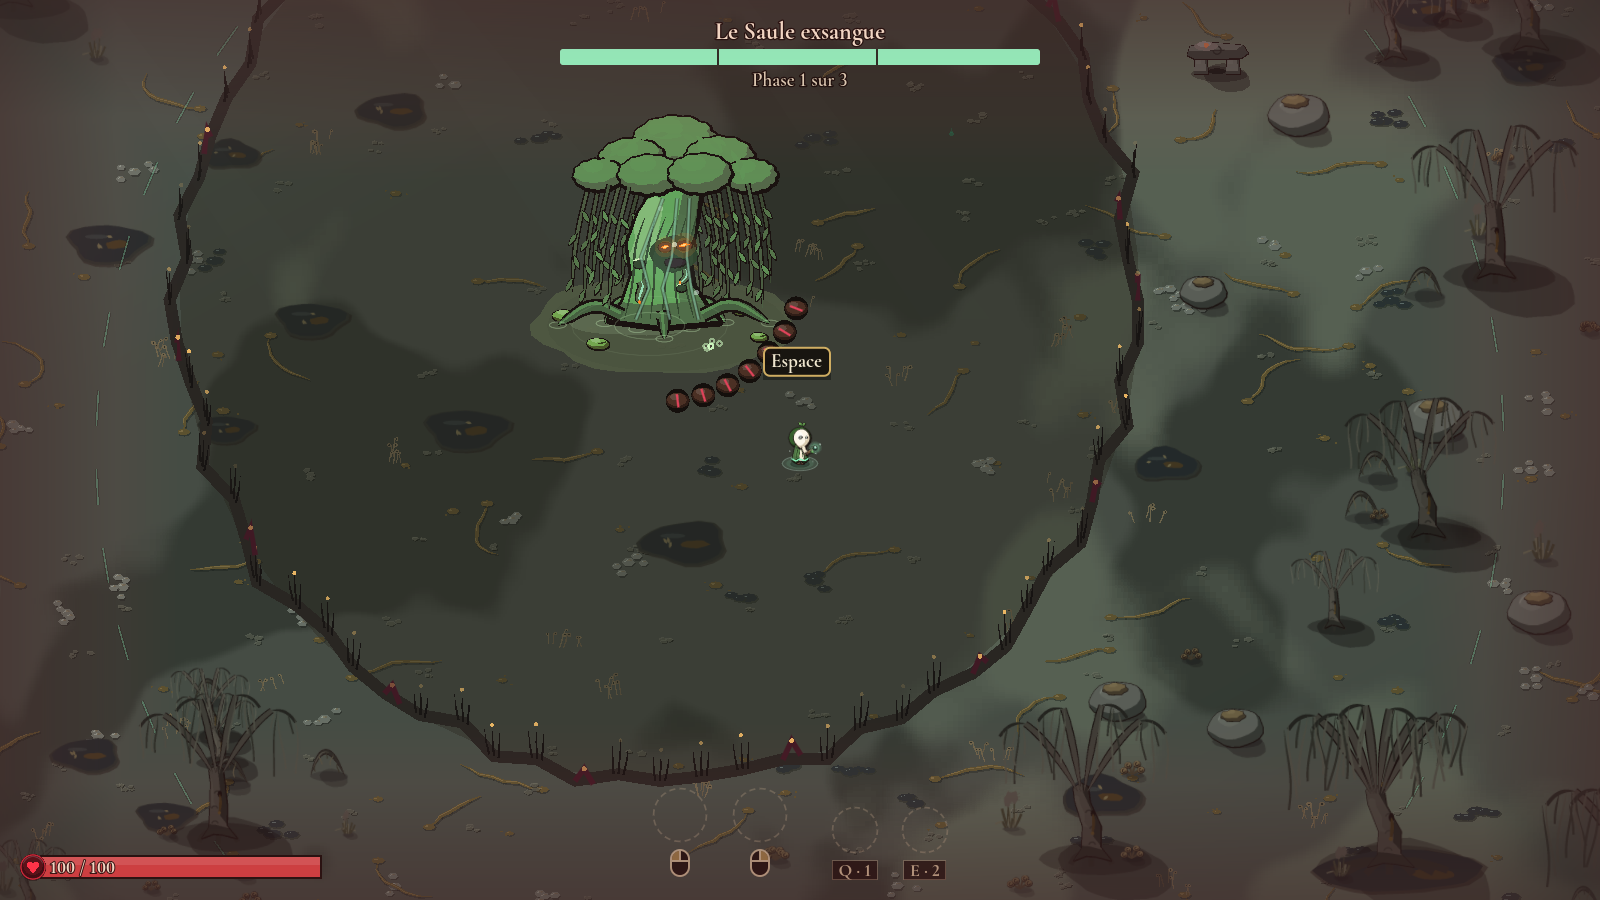 Le Saule exsangue
Phase 1 sur 3
Espace
100 / 100
Q · 1
E · 2